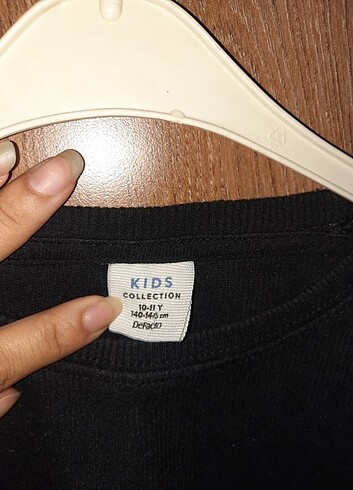 KIDS
COLLECTION
10-11 Y
140-146 cm
DeFacto